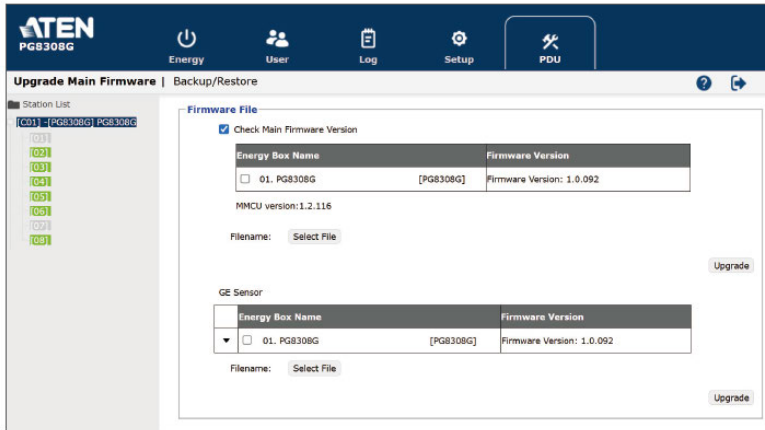 ATEN
PG8308G
Energy
User
Log
Setup
PDU
Upgrade Main Firmware | Backup/Restore
Station List
[C01] -[PG8308G] PG8308G
[01]
[02]
[03]
[04]
[05]
[06]
[07]
[08]
Firmware File
Check Main Firmware Version
Energy Box Name Firmware Version
01. PG8308G [PG8308G] Firmware Version: 1.0.092
MMCU version:1.2.116
Filename: Select File
Upgrade
GE Sensor
Energy Box Name Firmware Version
01. PG8308G [PG8308G] Firmware Version: 1.0.092
Filename: Select File
Upgrade